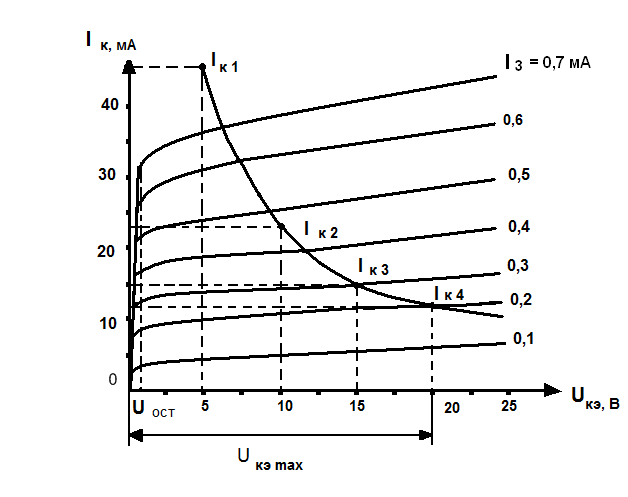 I к, мА
I к 1
I З = 0,7 мА
40
0,6
30
0,5
I к 2
0,4
20
I к 3
0,3
I к 4
0,2
10
0,1
0
U ост
5
10
15
20
25
U кэ, В
U кэ max